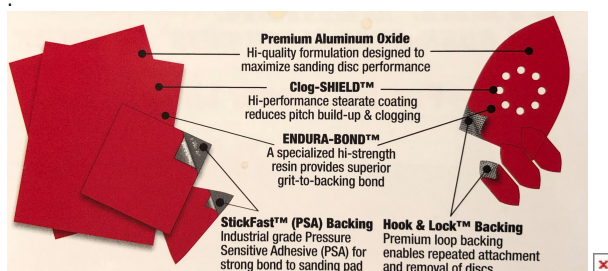 Premium Aluminum Oxide
Hi-quality formulation designed to
maximize sanding disc performance
Clog-SHIELD™
Hi-performance stearate coating
reduces pitch build-up & clogging
ENDURA-BOND™
A specialized hi-strength
resin provides superior
grit-to-backing bond
StickFast™ (PSA) Backing
Industrial grade Pressure
Sensitive Adhesive (PSA) for
strong bond to sanding pad
Hook & Lock™ Backing
Premium loop backing
enables repeated attachment
and removal of discs